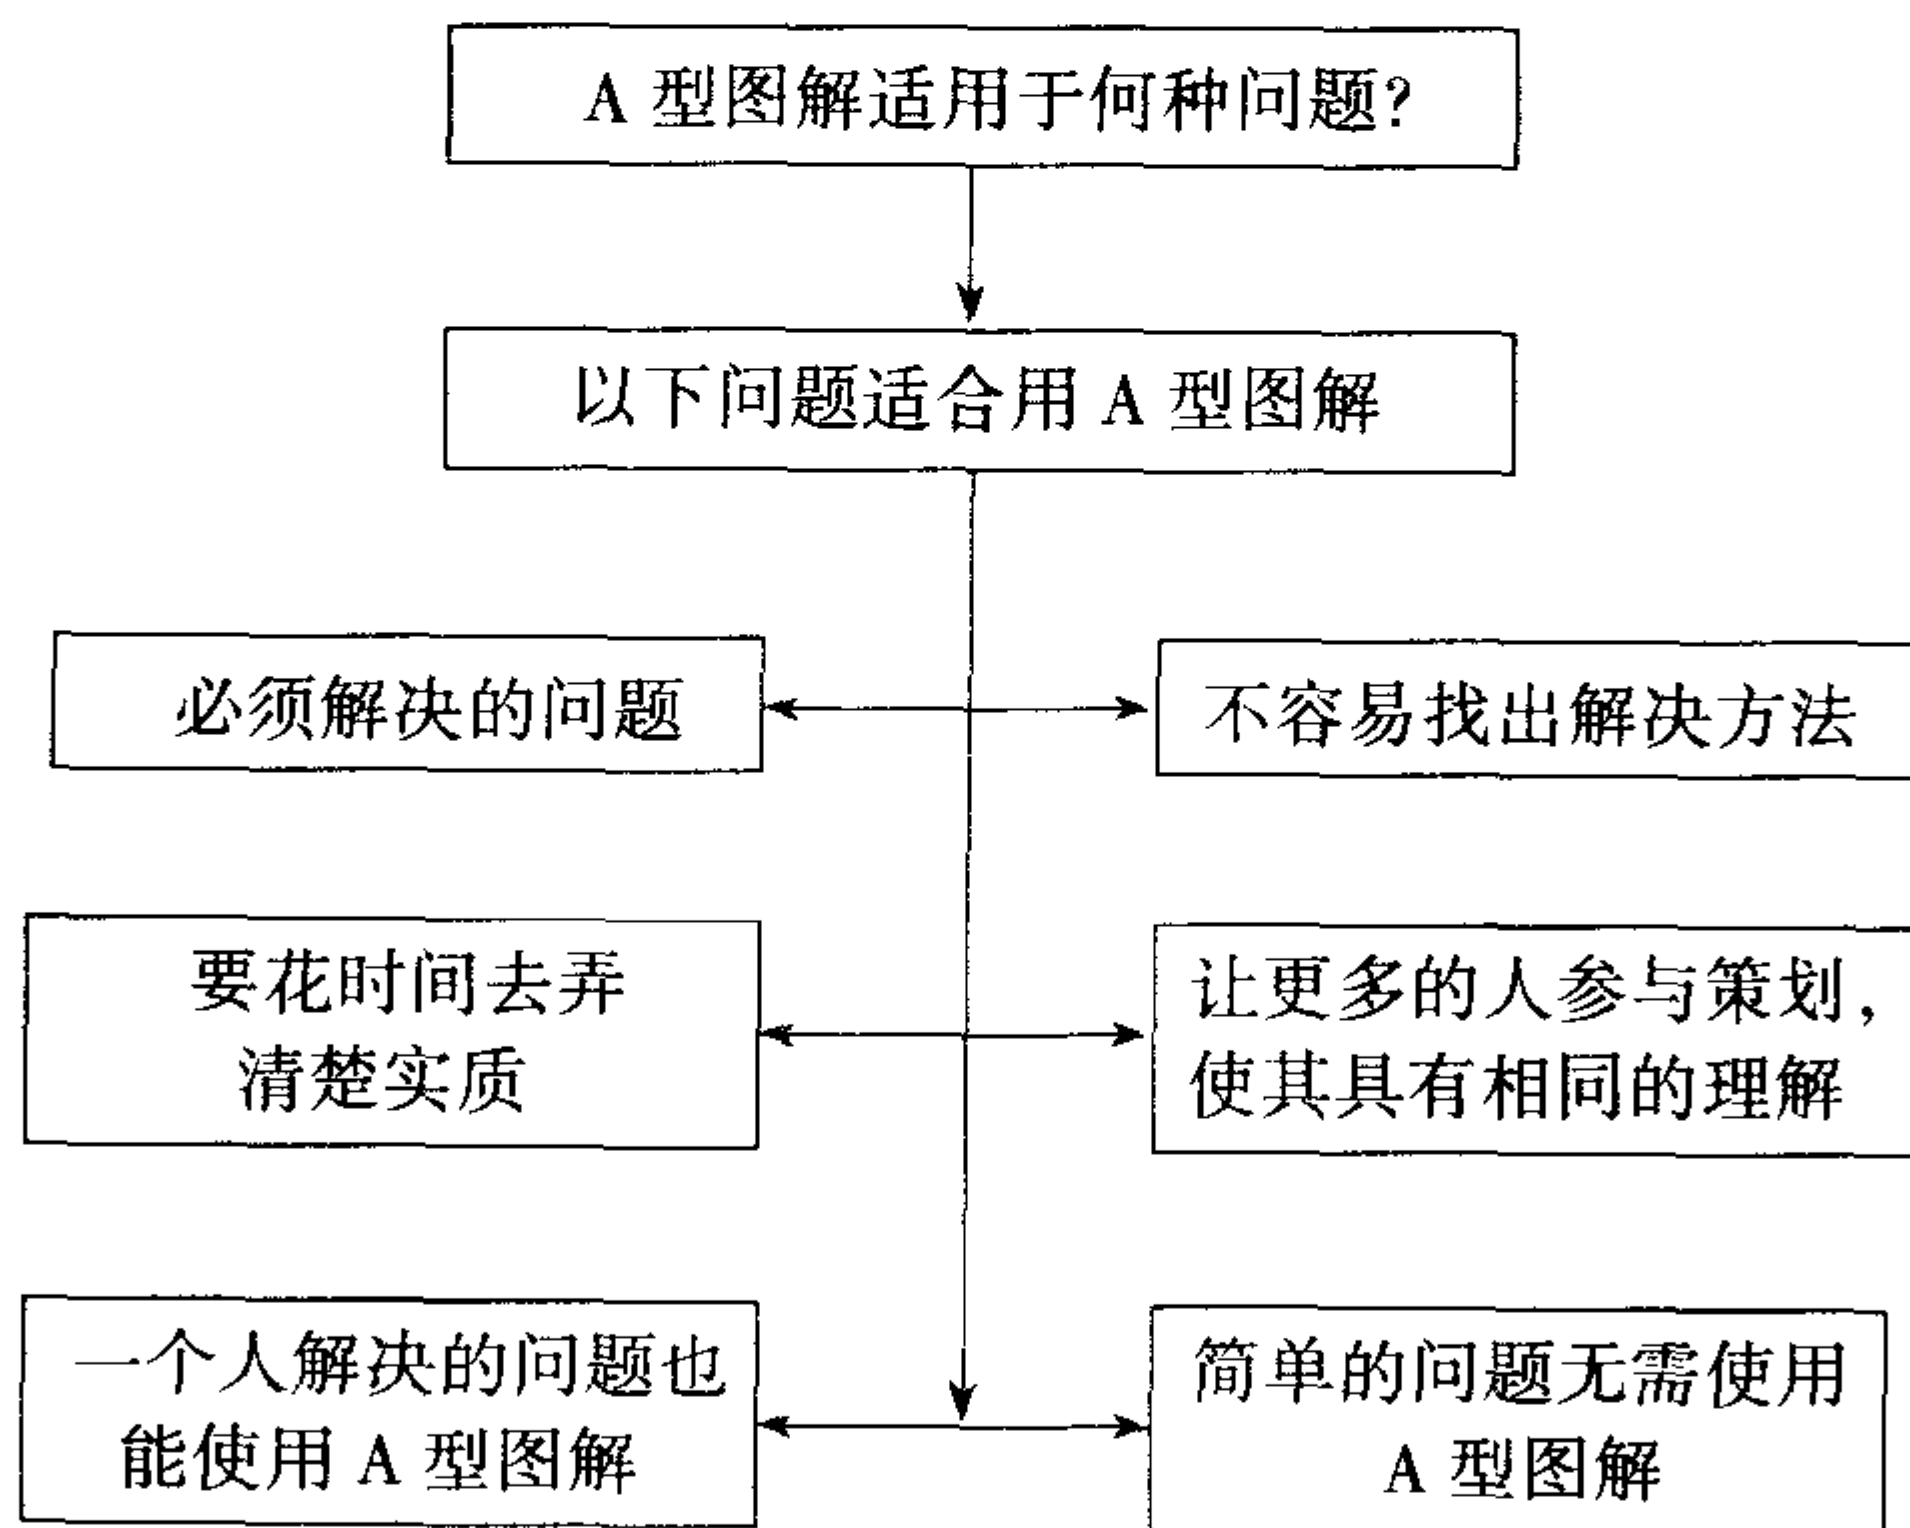 A 型图解适用于何种问题?
以下问题适合用 A 型图解
必须解决的问题
不容易找出解决方法
要花时间去弄
清楚实质
让更多的人参与策划,
使其具有相同的理解
一个人解决的问题也
能使用 A 型图解
简单的问题无需使用
A 型图解